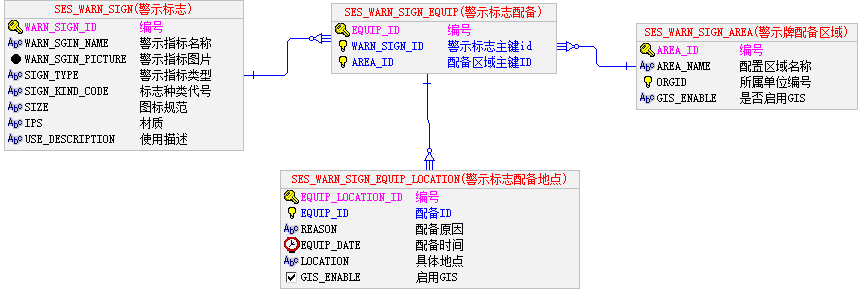 SES_WARN_SIGN(警示标志)
WARN_SIGN_ID 编号
WARN_SGIN_NAME 警示指标名称
WARN_SGIN_PICTURE 警示指标图片
SIGN_TYPE 警示指标类型
SIGN_KIND_CODE 标志种类代号
SIZE 图标规范
IPS 材质
USE_DESCRIPTION 使用描述
SES_WARN_SIGN_EQUIP(警示标志配备)
EQUIP_ID 编号
WARN_SIGN_ID 警示标志主键id
AREA_ID 配备区域主键ID
SES_WARN_SIGN_AREA(警示牌配备区域)
AREA_ID 编号
AREA_NAME 配置区域名称
ORGID 所属单位编号
GIS_ENABLE 是否启用GIS
SES_WARN_SIGN_EQUIP_LOCATION(警示标志配备地点)
EQUIP_LOCATION_ID 编号
EQUIP_ID 配备ID
REASON 配备原因
EQUIP_DATE 配备时间
LOCATION 具体地点
GIS_ENABLE 启用GIS